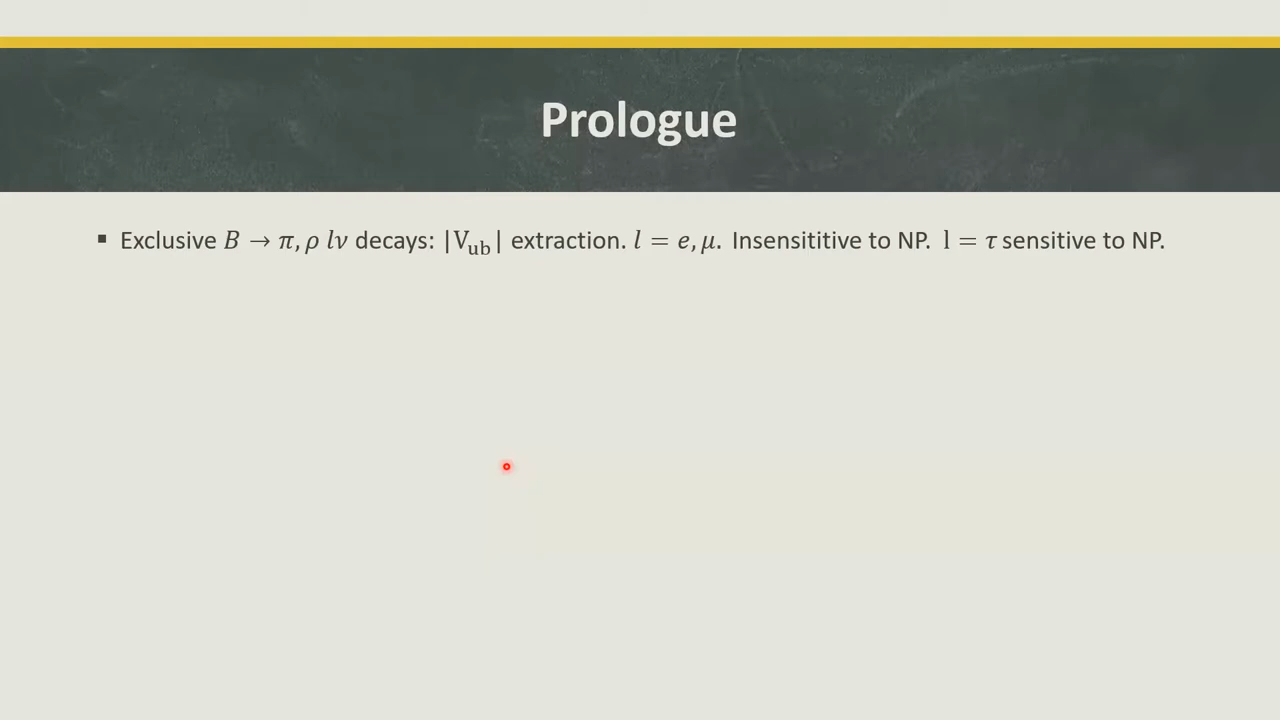 Prologue
▪ Exclusive 𝐵 → 𝜋, 𝜌 𝑙𝜈 decays: |V_ub| extraction. 𝑙 = 𝑒, 𝜇. Insensititive to NP. l = 𝜏 sensitive to NP.